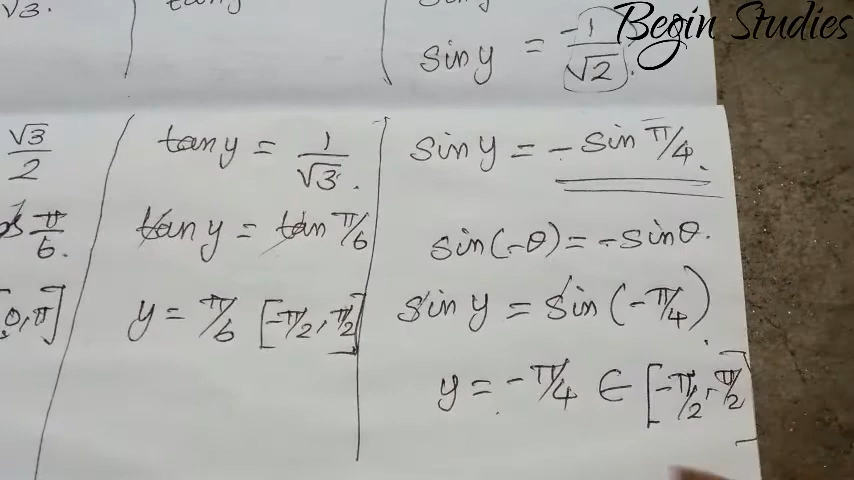 Begin Studies
√3.
sin y = -1/√2.
√3/2
π/6.
0, π]
tan y = 1/√3.
tan y = tan π/6
y = π/6 [-π/2, π/2]
sin y = - sin π/4.
sin(-θ) = - sin θ.
sin y = sin (-π/4).
y = -π/4 ∈ [-π/2, π/2]